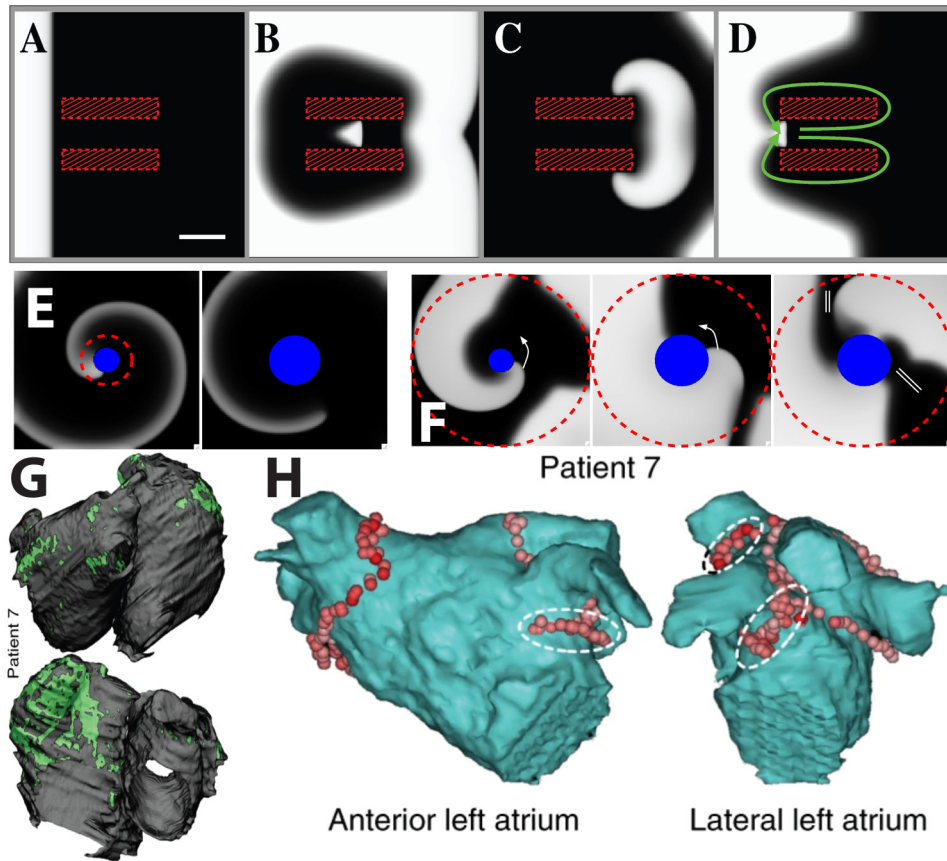 A B C D
E
F
Patient 7
G H
Patient 7
Anterior left atrium Lateral left atrium